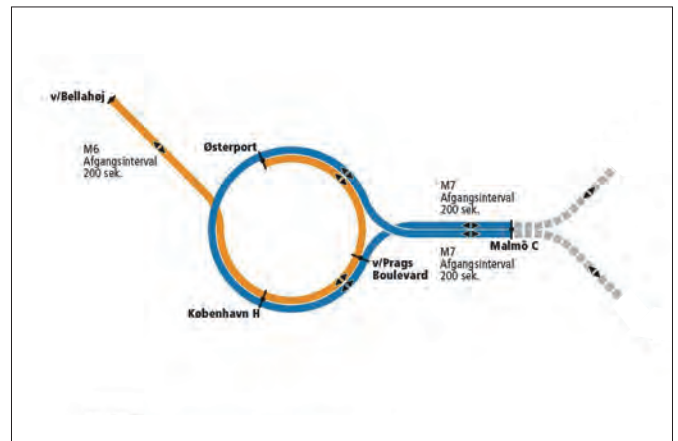 v/Bellahøj
M6
Afgangsinterval
200 sek.
Østerport
M7
Afgangsinterval
200 sek.
Malmö C
M7
Afgangsinterval
200 sek.
v/Prags
Boulevard
København H